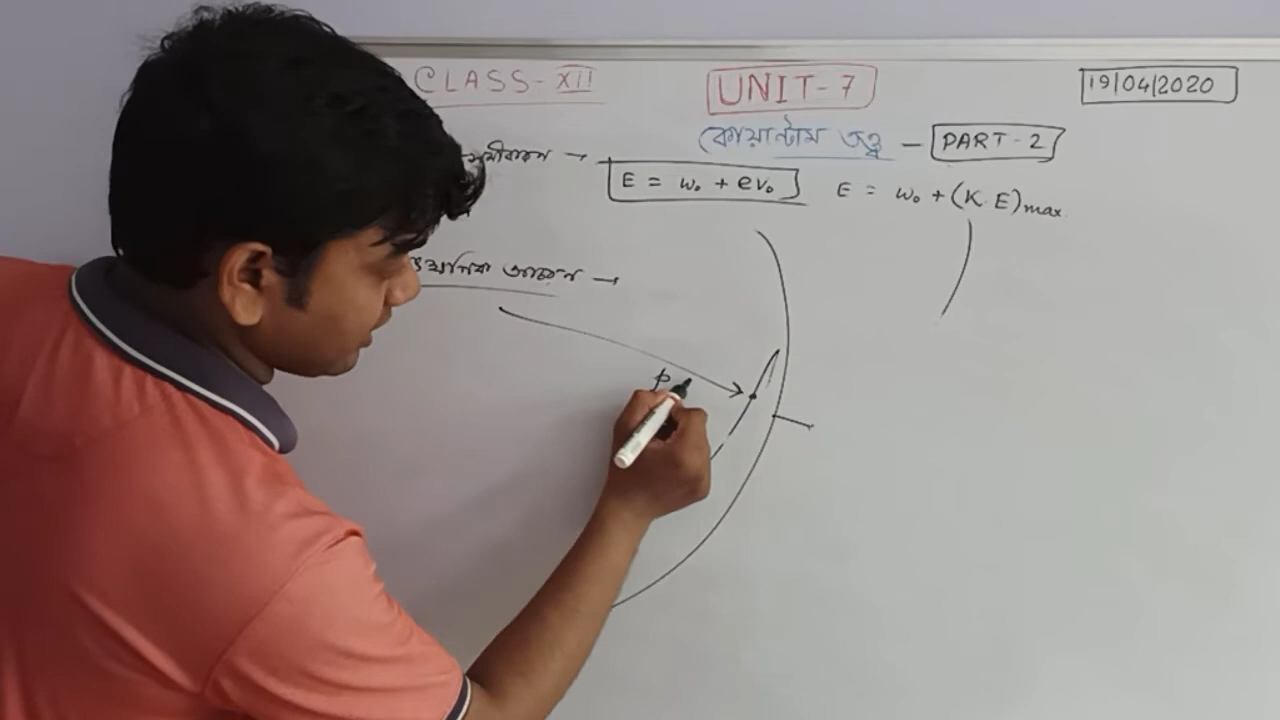 CLASS-XII UNIT-7 19/04/2020
কোয়ান্টাম তত্ত্ব - PART-2
→ E = W₀ + eV₀ E = W₀ + (K.E)max
→
p